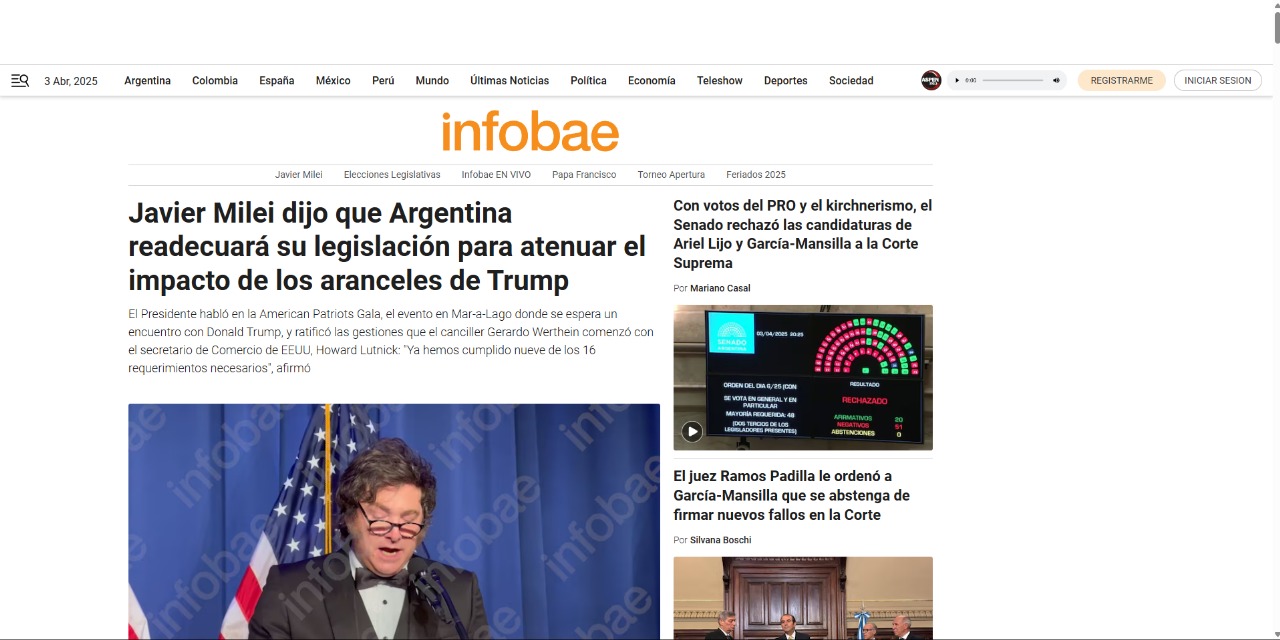 3 Abr, 2025
Argentina
Colombia
España
México
Perú
Mundo
Últimas Noticias
Política
Economía
Teleshow
Deportes
Sociedad
ASPEN
0:00
REGISTRARME
INICIAR SESION
infobae
Javier Milei
Elecciones Legislativas
Infobae EN VIVO
Papa Francisco
Torneo Apertura
Feriados 2025
Javier Milei dijo que Argentina
readecuará su legislación para atenuar el
impacto de los aranceles de Trump
El Presidente habló en la American Patriots Gala, el evento en Mar-a-Lago donde se espera un
encuentro con Donald Trump, y ratificó las gestiones que el canciller Gerardo Werthein comenzó con
el secretario de Comercio de EEUU, Howard Lutnick: "Ya hemos cumplido nueve de los 16
requerimientos necesarios", afirmó
infobae
infobae
infobae
infobae
infobae
infobae
infobae
infobae
Con votos del PRO y el kirchnerismo, el
Senado rechazó las candidaturas de
Ariel Lijo y García-Mansilla a la Corte
Suprema
Por Mariano Casal
SENADO
ARGENTINA
03/04/2025 20:25
ORDEN DEL DIA 6/25 (CON
SE VOTA EN GENERAL Y EN
PARTICULAR
MAYORÍA REQUERIDA: 48
(DOS TERCIOS DE LOS
LEGISLADORES PRESENTES)
RESULTADO
RECHAZADO
AFIRMATIVOS 20
NEGATIVOS 51
ABSTENCIONES 0
El juez Ramos Padilla le ordenó a
García-Mansilla que se abstenga de
firmar nuevos fallos en la Corte
Por Silvana Boschi